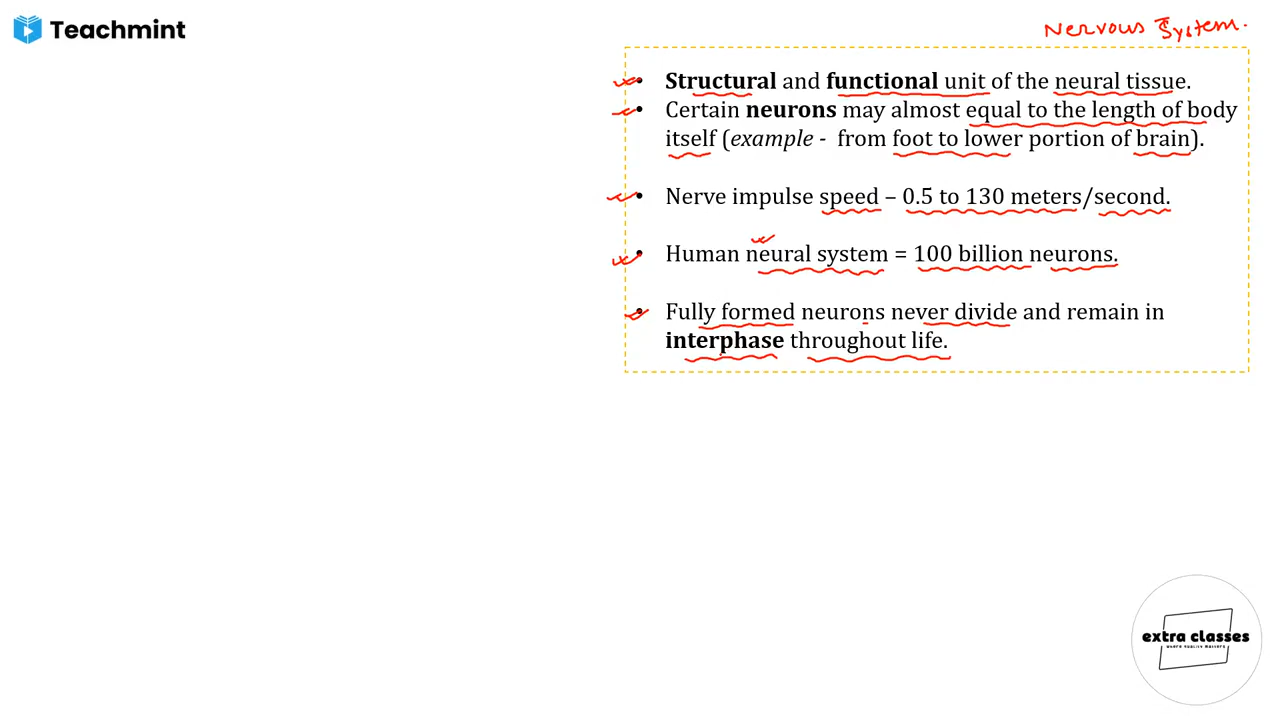 Teachmint
Nervous System.
• Structural and functional unit of the neural tissue.
• Certain neurons may almost equal to the length of body
itself (example - from foot to lower portion of brain).
• Nerve impulse speed – 0.5 to 130 meters/second.
• Human neural system = 100 billion neurons.
• Fully formed neurons never divide and remain in
interphase throughout life.
extra classes
where quality matters